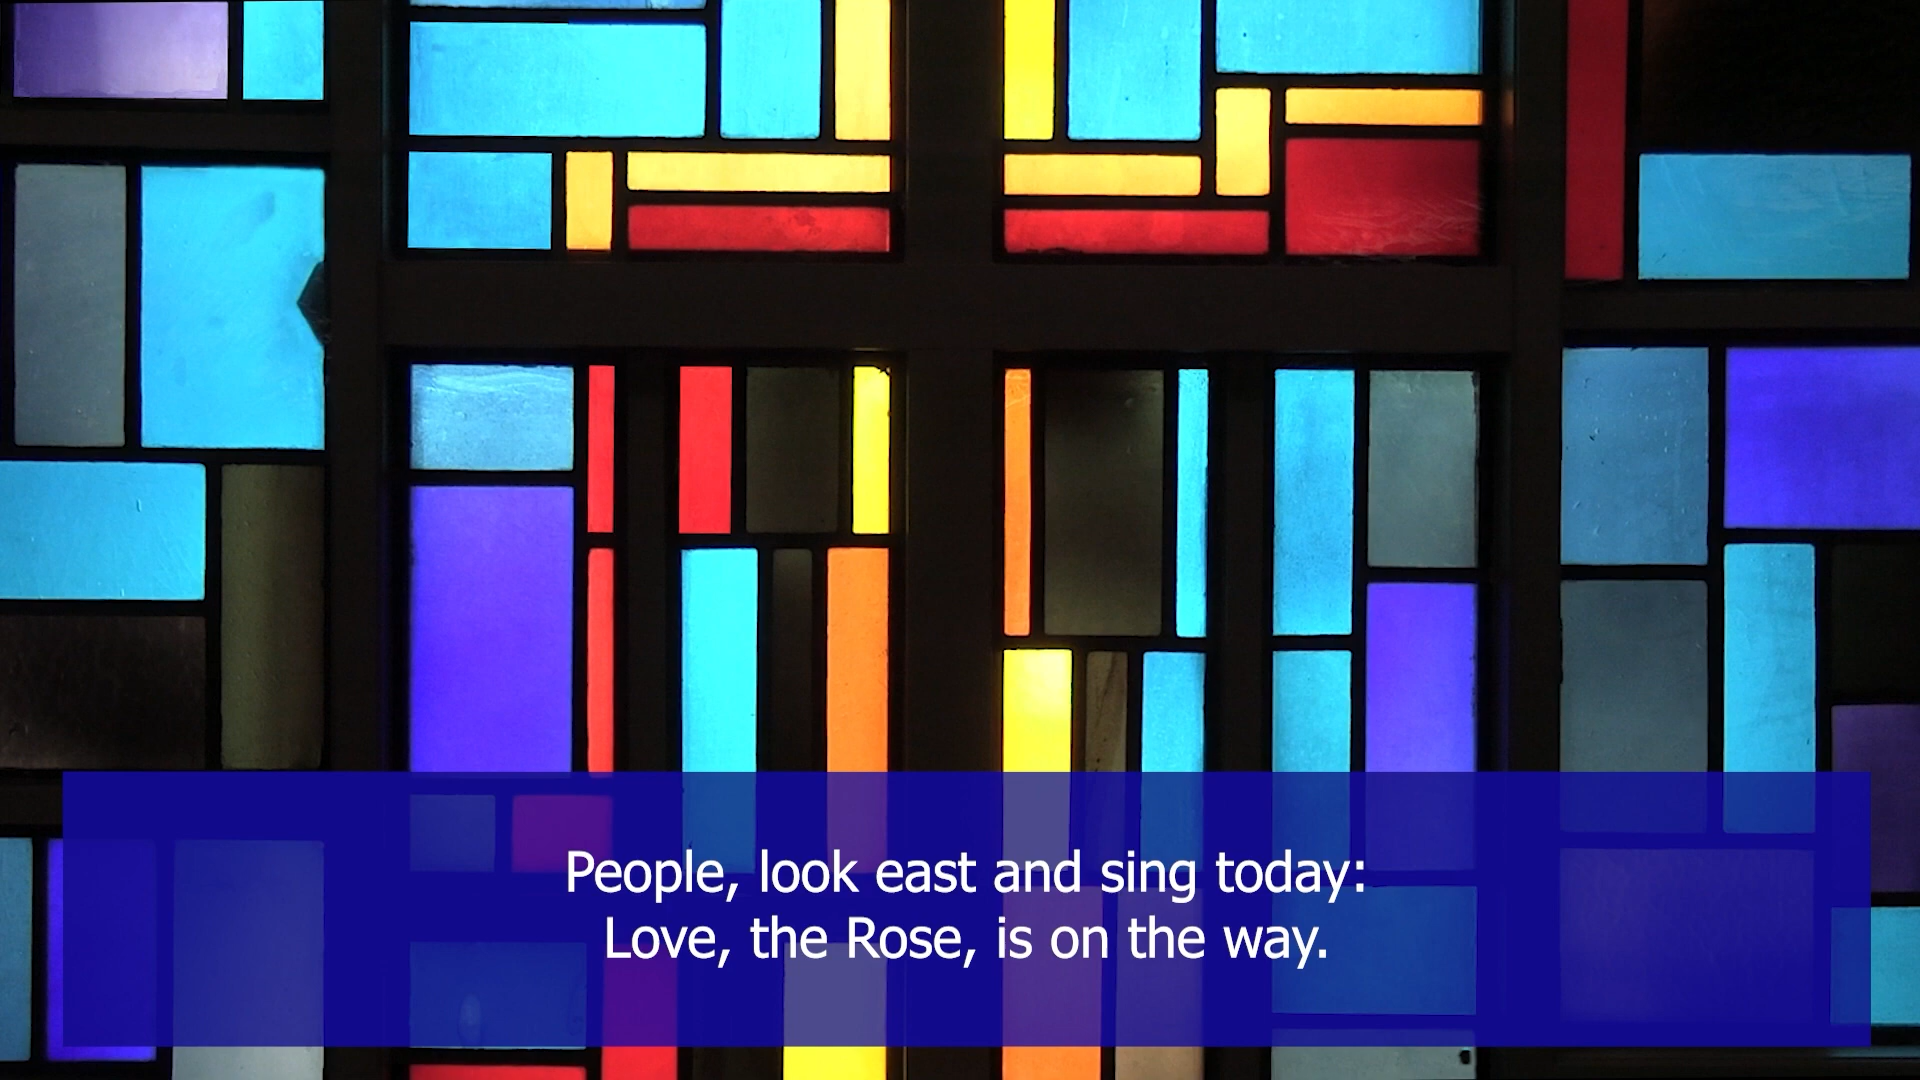 People, look east and sing today:
Love, the Rose, is on the way.